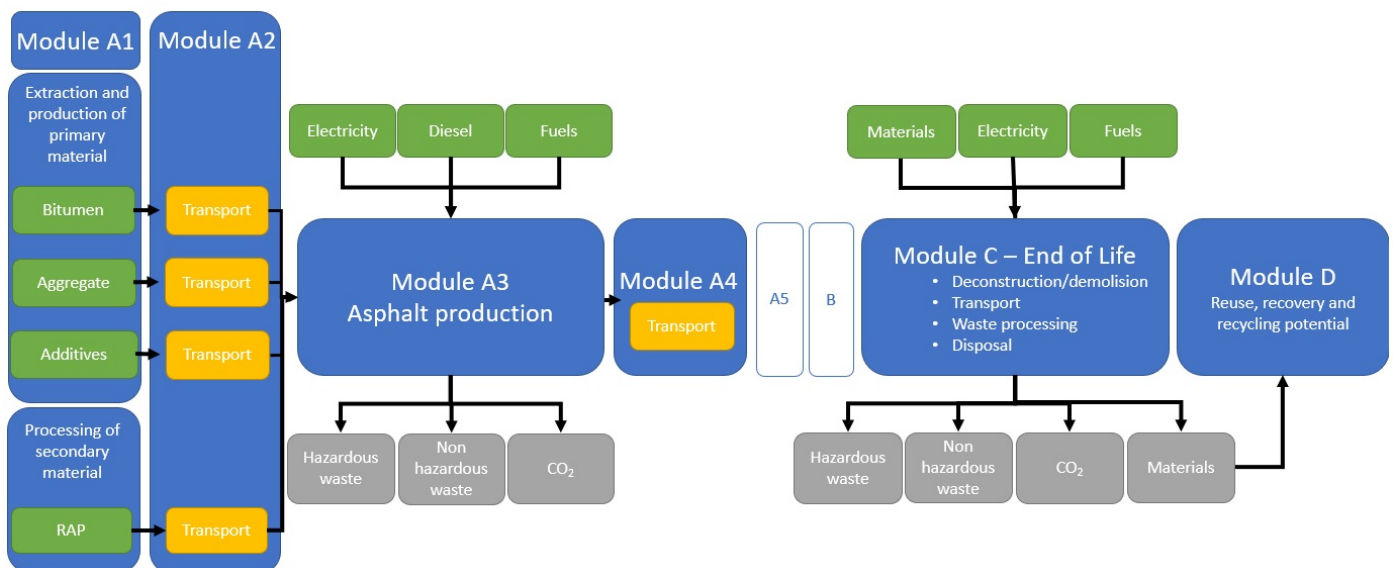 Module A1
Extraction and
production of
primary
material
Bitumen
Aggregate
Additives
Processing of
secondary
material
RAP
Module A2
Transport
Transport
Transport
Transport
Electricity
Diesel
Fuels
Module A3
Asphalt production
Hazardous
waste
Non
hazardous
waste
CO₂
Module A4
Transport
A5
B
Materials
Electricity
Fuels
Module C – End of Life
• Deconstruction/demolision
• Transport
• Waste processing
• Disposal
Hazardous
waste
Non
hazardous
waste
CO₂
Materials
Module D
Reuse, recovery and
recycling potential